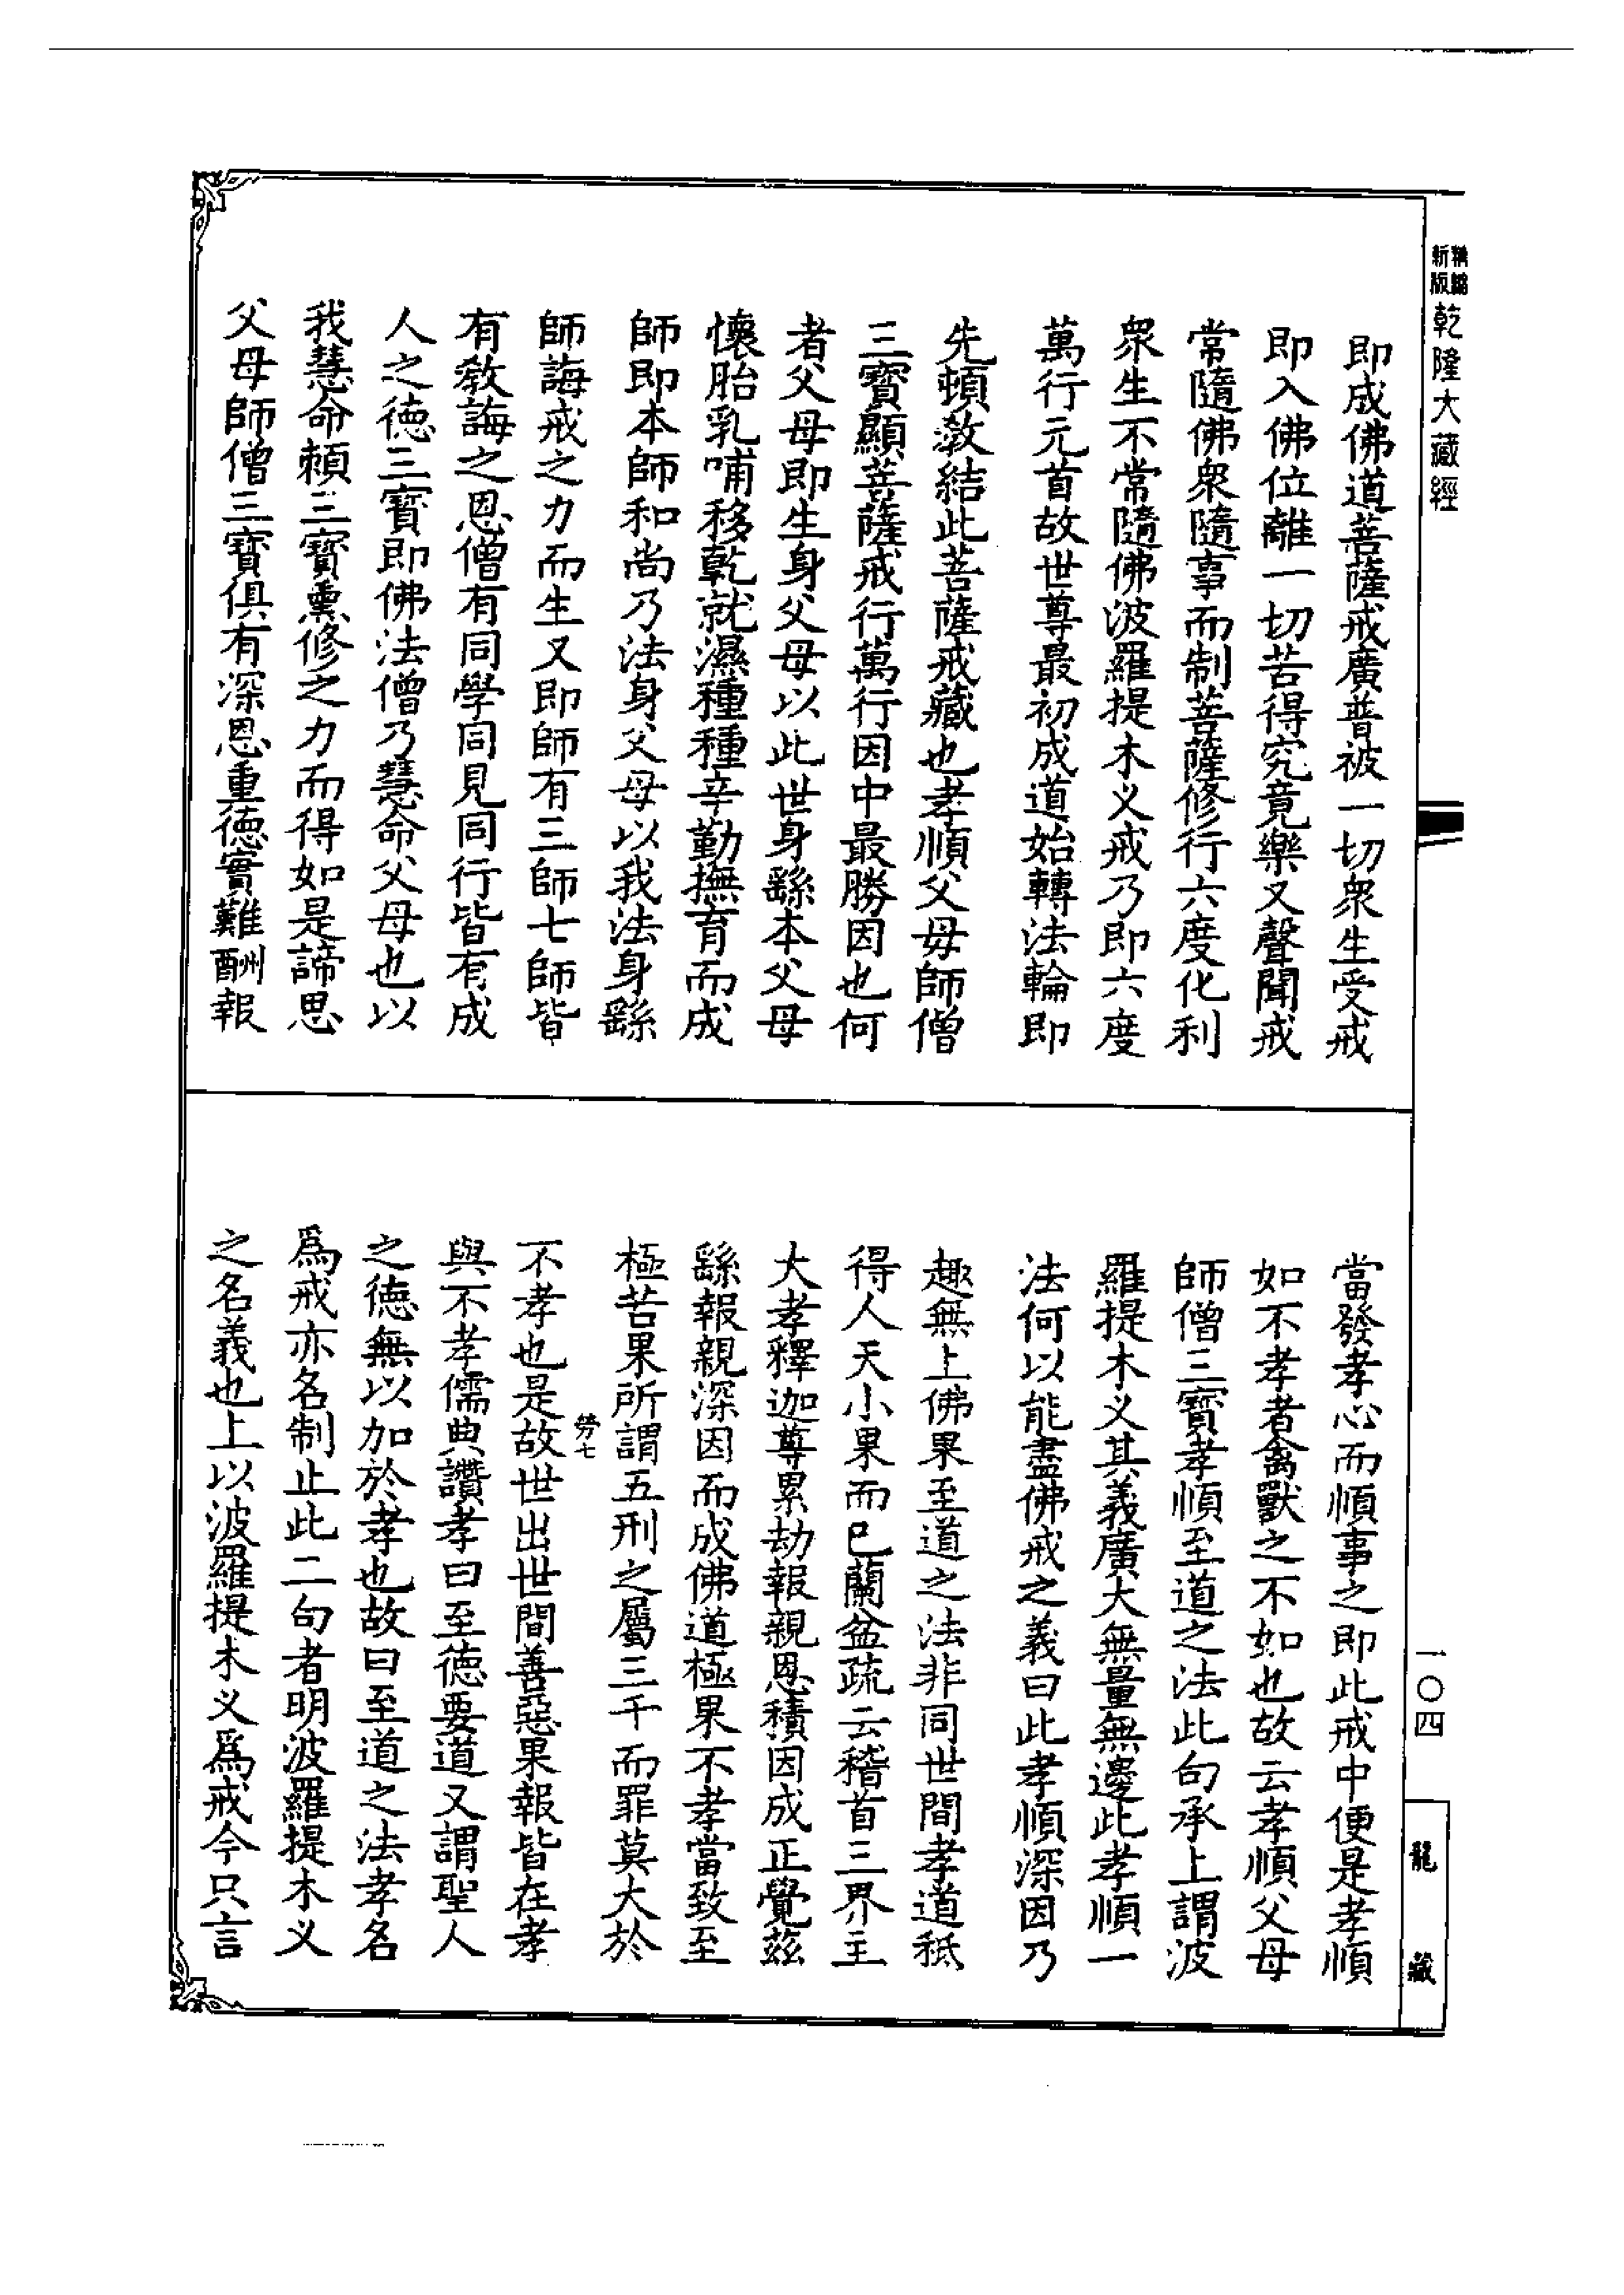 精編
新版
乾隆大藏經
即成佛道菩薩戒廣普被一切衆生受戒
即入佛位離一切苦得究竟樂又聲聞戒
常隨佛衆隨事而制菩薩修行六度化利
衆生不常隨佛波羅提木义戒乃即六度
萬行元首故世尊最初成道始轉法輪即
先頓敎結此菩薩戒藏也孝順父母師僧
三寶顯菩薩戒行萬行因中最勝因也何
者父母即生身父母以此世身繇本父母
懷胎乳哺移乾就濕種種辛勤撫育而成
師即本師和尚乃法身父母以我法身繇
師誨戒之力而生又即師有三師七師皆
有敎誨之恩僧有同學同見同行皆有成
人之德三寶即佛法僧乃慧命父母也以
我慧命賴三寶熏修之力而得如是諦思
父母師僧三寶俱有深恩重德實難酬報
當發孝心而順事之即此戒中便是孝順
如不孝者禽獸之不如也故云孝順父母
師僧三寶孝順至道之法此句承上謂波
羅提木义其義廣大無量無邊此孝順一
法何以能盡佛戒之義曰此孝順深因乃
趣無上佛果至道之法非同世間孝道秪
得人天小果而已蘭盆疏云稽首三界主
大孝釋迦尊累劫報親恩積因成正覺茲
繇報親深因而成佛道極果不孝當致至
極苦果所謂五刑之屬三千而罪莫大於
勞七
不孝也是故世出世間善惡果報皆在孝
與不孝儒典讚孝曰至德要道又謂聖人
之德無以加於孝也故曰至道之法孝名
爲戒亦名制止此二句者明波羅提木义
之名義也上以波羅提木义爲戒今只言
一〇四
龍藏